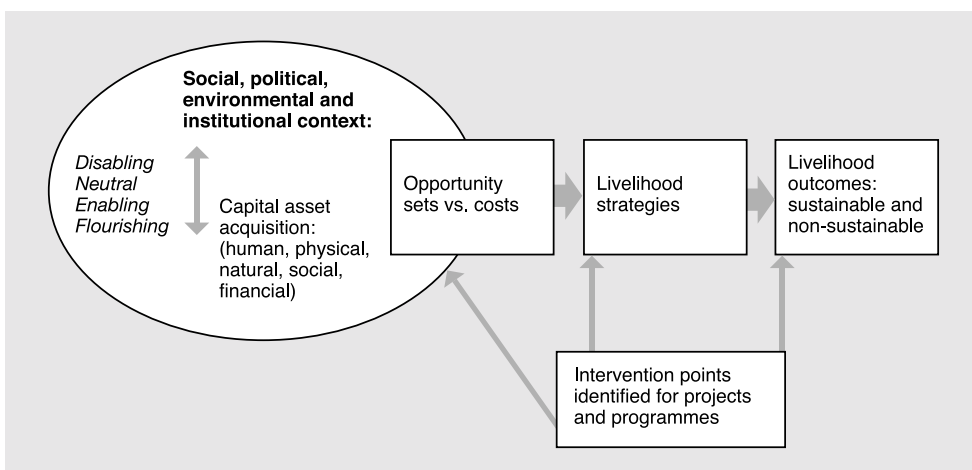 Social, political,
environmental and
institutional context:
Disabling
Neutral
Enabling
Flourishing
Capital asset
acquisition:
(human, physical,
natural, social,
financial)
Opportunity
sets vs. costs
Livelihood
strategies
Livelihood
outcomes:
sustainable and
non-sustainable
Intervention points
identified for projects
and programmes